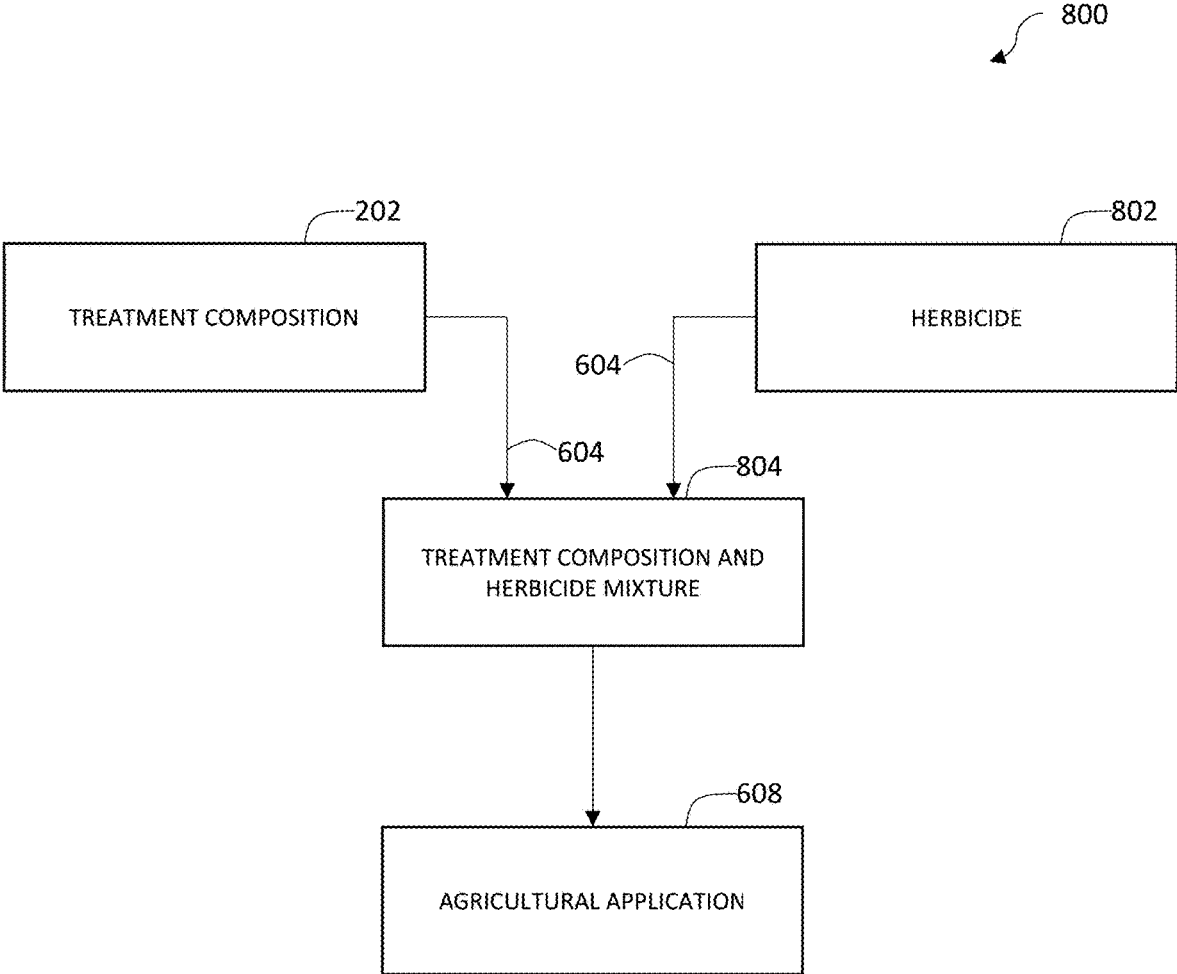 800
202
802
TREATMENT COMPOSITION
HERBICIDE
604
604
804
TREATMENT COMPOSITION AND
HERBICIDE MIXTURE
608
AGRICULTURAL APPLICATION